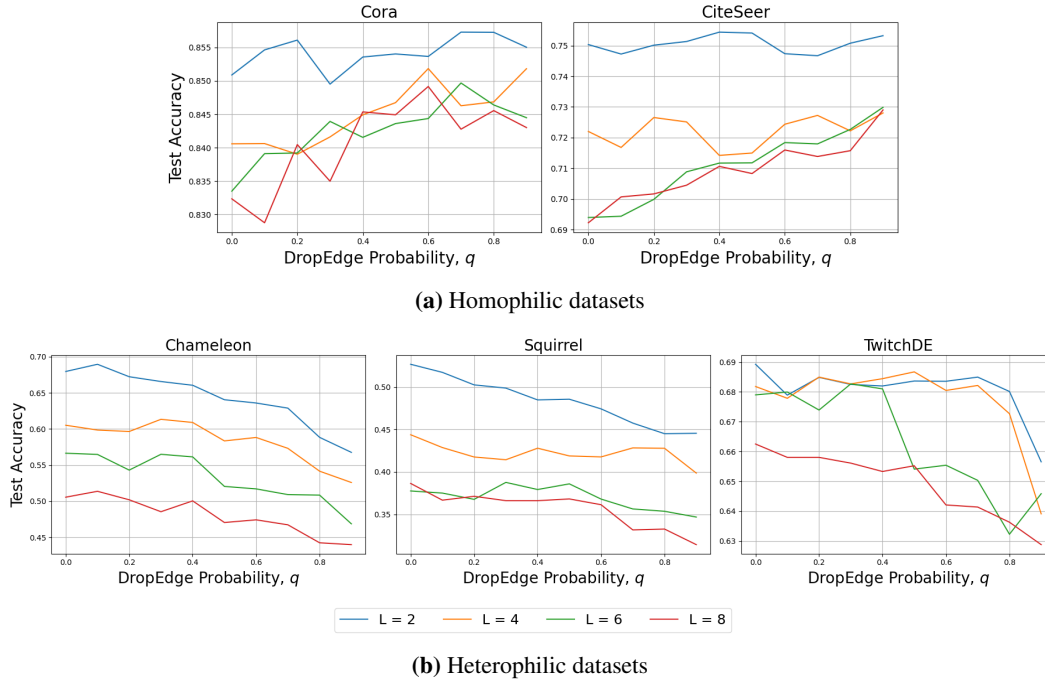 Cora
CiteSeer
Test Accuracy
0.855
0.850
0.845
0.840
0.835
0.830
0.0 0.2 0.4 0.6 0.8
DropEdge Probability, q
0.75
0.74
0.73
0.72
0.71
0.70
0.69
0.0 0.2 0.4 0.6 0.8
DropEdge Probability, q
(a) Homophilic datasets
Chameleon
Squirrel
TwitchDE
Test Accuracy
0.70
0.65
0.60
0.55
0.50
0.45
0.0 0.2 0.4 0.6 0.8
DropEdge Probability, q
0.50
0.45
0.40
0.35
0.0 0.2 0.4 0.6 0.8
DropEdge Probability, q
0.69
0.68
0.67
0.66
0.65
0.64
0.63
0.0 0.2 0.4 0.6 0.8
DropEdge Probability, q
L = 2 L = 4 L = 6 L = 8
(b) Heterophilic datasets